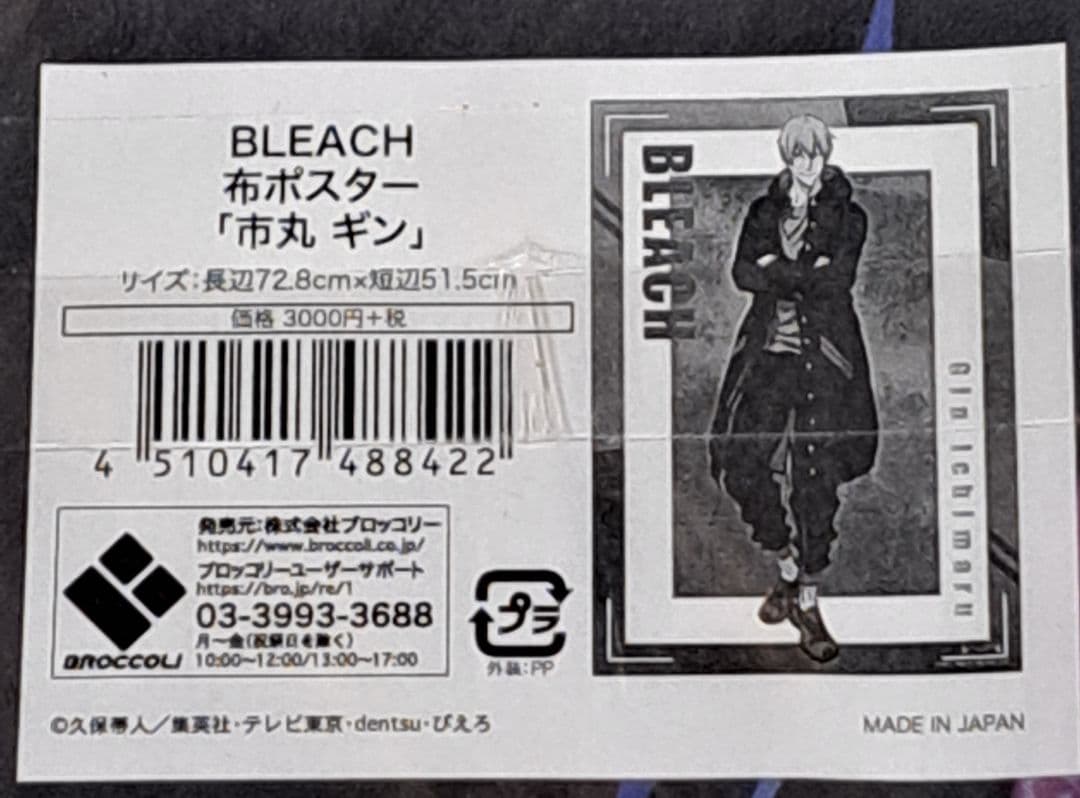 BLEACH
布ポスター
「市丸 ギン」
サイズ:長辺72.8cm×短辺51.5cm
価格 3000円+税
4 510417 488422
発売元:株式会社ブロッコリー
https://www.broccoli.co.jp/
ブロッコリーユーザーサポート
https://bro.jp/re/1
03-3993-3688
月～金(祝祭日を除く)
10:00~12:00/13:00~17:00
BROCCOLI
プラ
外装:PP
©久保帯人/集英社・テレビ東京・dentsu・ぴえろ
BLEACH
Gin Ichimaru
MADE IN JAPAN